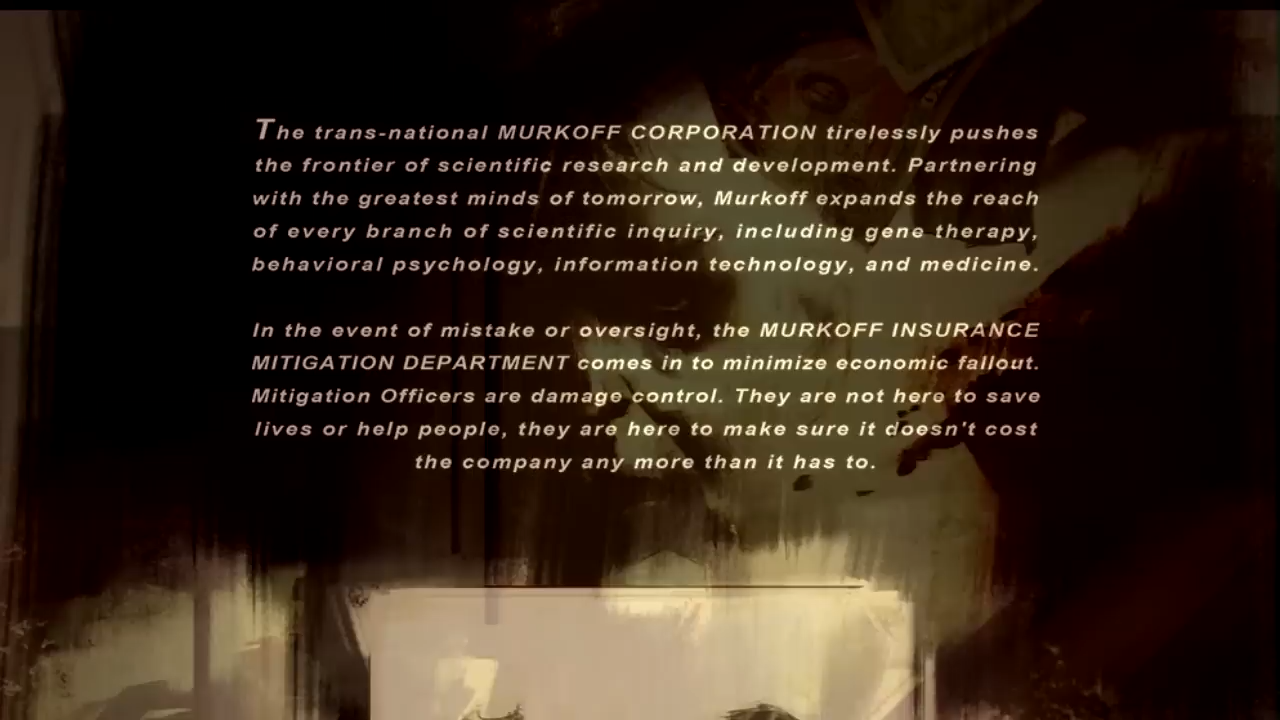 The trans-national MURKOFF CORPORATION tirelessly pushes
the frontier of scientific research and development. Partnering
with the greatest minds of tomorrow, Murkoff expands the reach
of every branch of scientific inquiry, including gene therapy,
behavioral psychology, information technology, and medicine.
In the event of mistake or oversight, the MURKOFF INSURANCE
MITIGATION DEPARTMENT comes in to minimize economic fallout.
Mitigation Officers are damage control. They are not here to save
lives or help people, they are here to make sure it doesn't cost
the company any more than it has to.